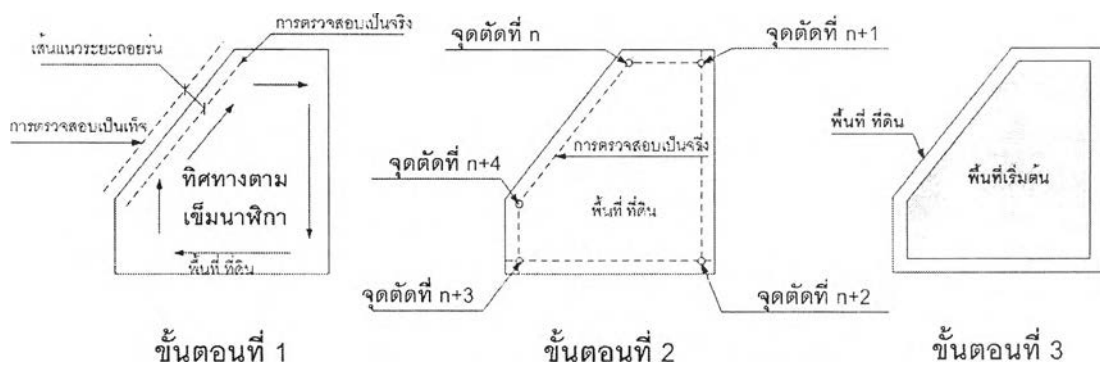 การตรวจสอบเป็นจริง
เส้นแนวระยะถอยร่น
การตรวจสอบเป็นเท็จ
ทิศทางตาม
เข็มนาฬิกา
พื้นที่ ที่ดิน
ขั้นตอนที่ 1
จุดตัดที่ n
จุดตัดที่ n+1
การตรวจสอบเป็นจริง
จุดตัดที่ n+4
พื้นที่ ที่ดิน
จุดตัดที่ n+3
จุดตัดที่ n+2
ขั้นตอนที่ 2
พื้นที่ ที่ดิน
พื้นที่เริ่มต้น
ขั้นตอนที่ 3